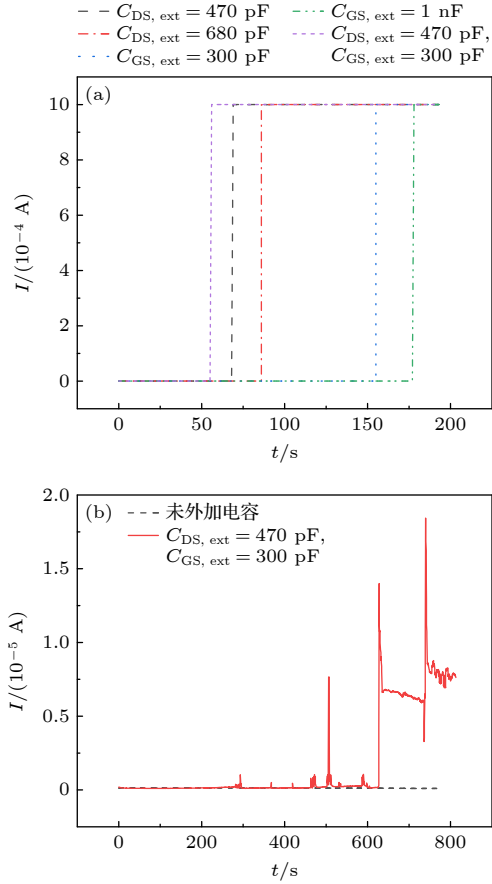 C_DS, ext = 470 pF
C_DS, ext = 680 pF
C_GS, ext = 300 pF
C_GS, ext = 1 nF
C_DS, ext = 470 pF,
C_GS, ext = 300 pF
(a)
10
8
6
4
2
0
I/(10⁻⁴ A)
0 50 100 150 200
t/s
(b)
未外加电容
C_DS, ext = 470 pF,
C_GS, ext = 300 pF
2.0
1.5
1.0
0.5
0
I/(10⁻⁵ A)
0 200 400 600 800
t/s